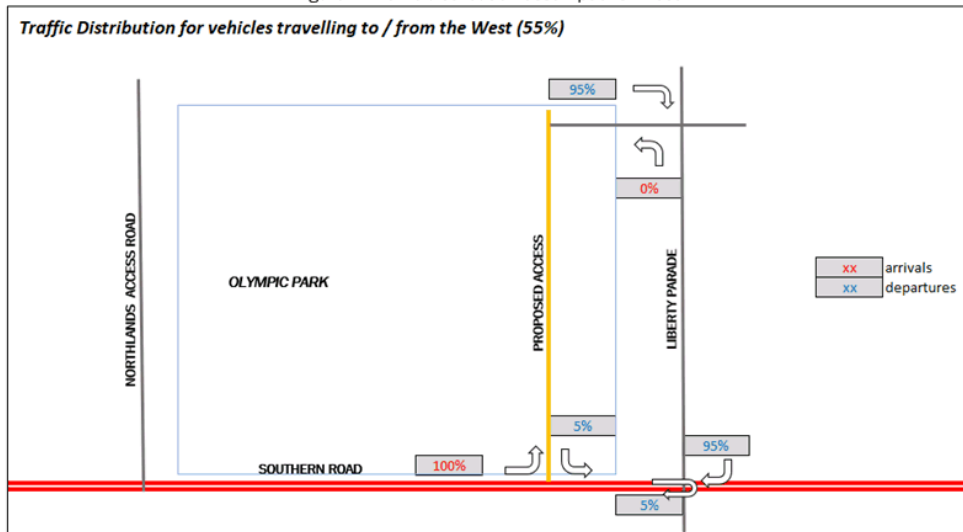 Traffic Distribution for vehicles travelling to / from the West (55%)
95%
0%
NORTHLANDS ACCESS ROAD
OLYMPIC PARK
PROPOSED ACCESS
LIBERTY PARADE
xx arrivals
xx departures
5%
95%
SOUTHERN ROAD
100%
5%